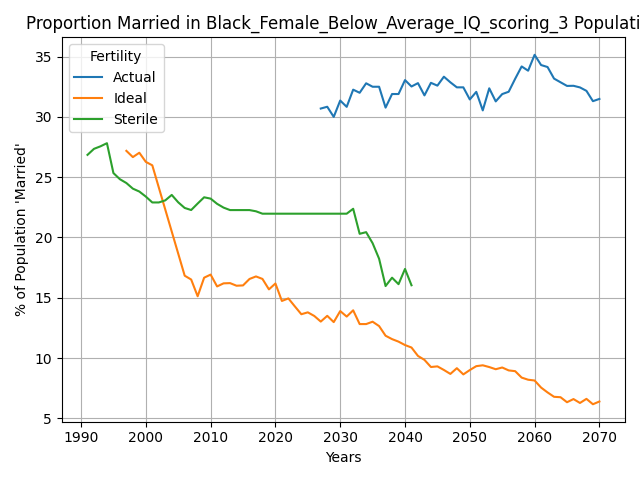 Proportion Married in Black_Female_Below_Average_IQ_scoring_3 Populati
Fertility
Actual
Ideal
Sterile
% of Population 'Married'
35
30
25
20
15
10
5
1990 2000 2010 2020 2030 2040 2050 2060 2070
Years